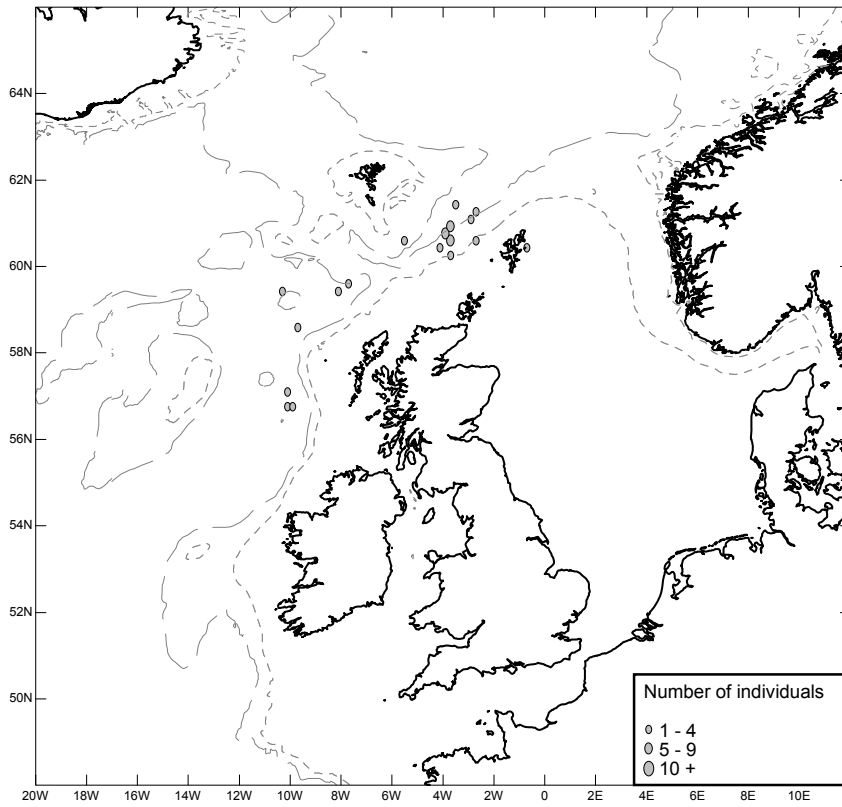 64N
62N
60N
58N
56N
54N
52N
50N
Number of individuals
1 - 4
5 - 9
10 +
20W 18W 16W 14W 12W 10W 8W 6W 4W 2W 0 2E 4E 6E 8E 10E